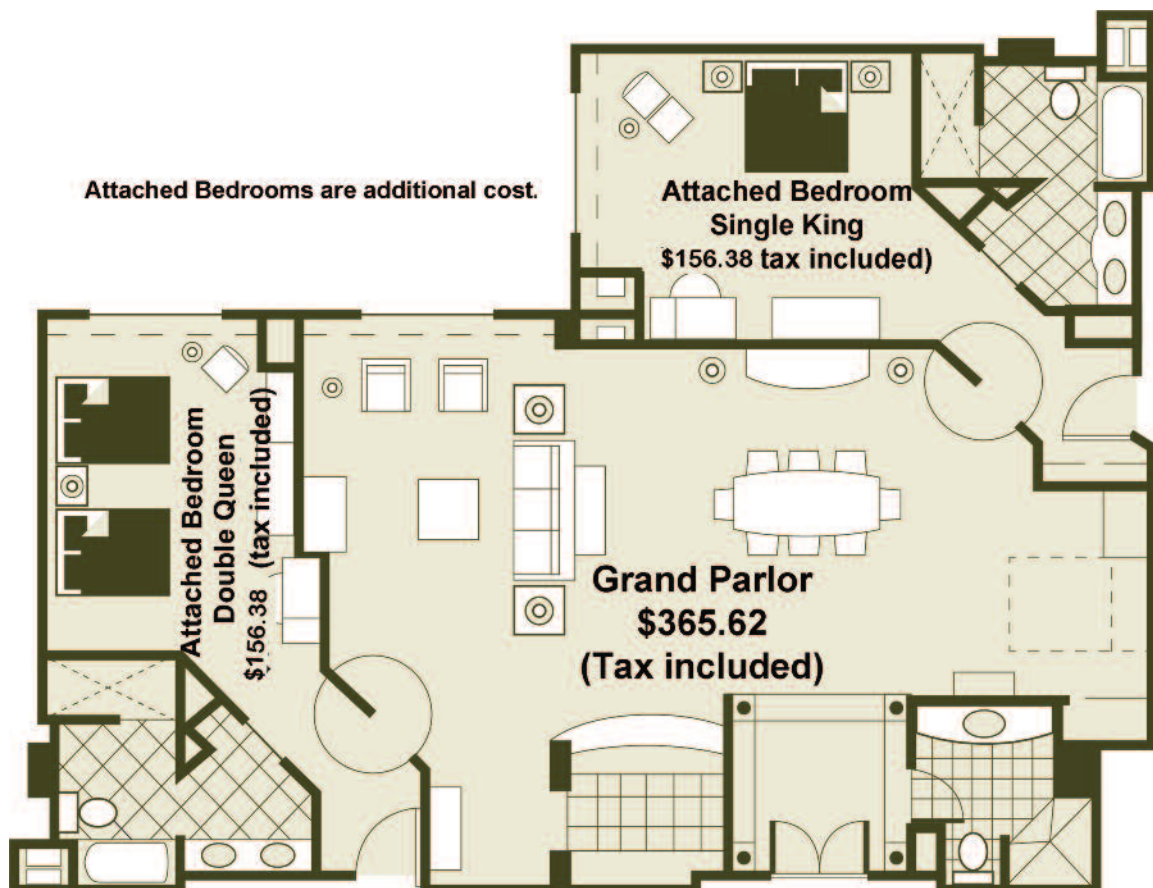 Attached Bedrooms are additional cost.
Attached Bedroom
Single King
$156.38 tax included)
Attached Bedroom
Double Queen
$156.38 (tax included)
Grand Parlor
$365.62
(Tax included)